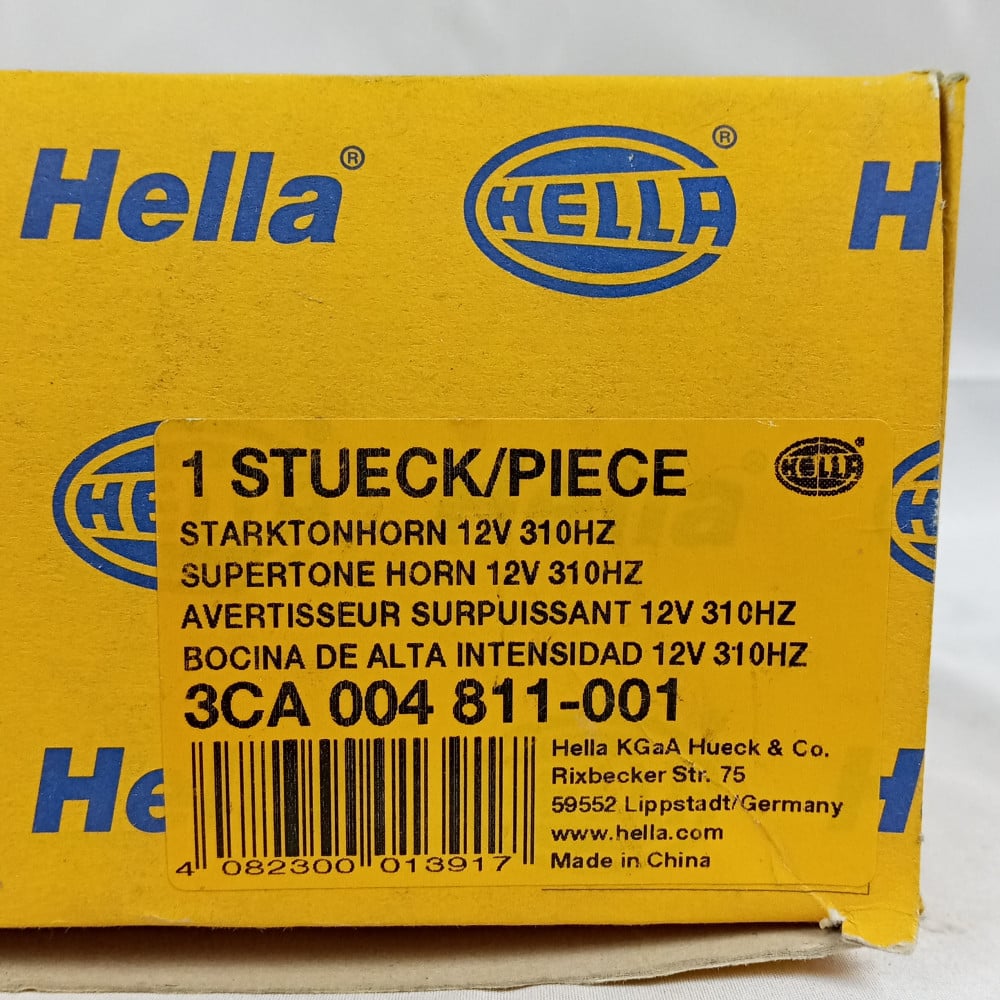 Hella®
HELLA®
H
1 STUECK/PIECE
HELLA®
HE
STARKTONHORN 12V 310HZ
SUPERTONE HORN 12V 310HZ
AVERTISSEUR SURPUISSANT 12V 310HZ
BOCINA DE ALTA INTENSIDAD 12V 310HZ
3CA 004 811-001
Hella KGaA Hueck & Co.
Rixbecker Str. 75
59552 Lippstadt/Germany
www.hella.com
Made in China
4 082300 013917
He
H